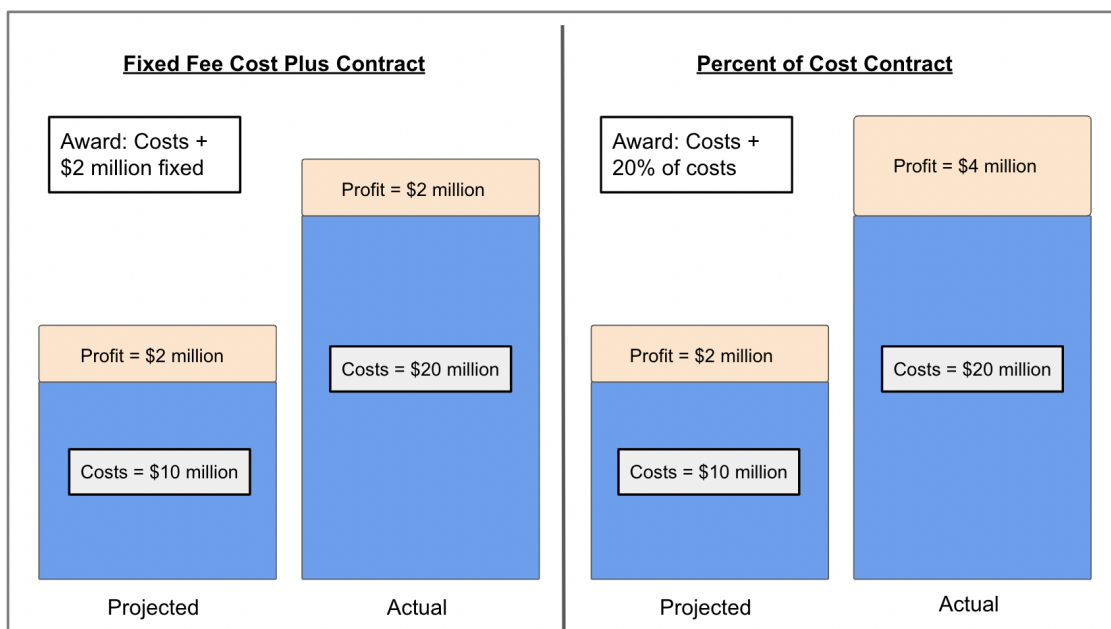 Fixed Fee Cost Plus Contract
Award: Costs +
$2 million fixed
Profit = $2 million
Costs = $20 million
Profit = $2 million
Costs = $10 million
Projected
Actual
Percent of Cost Contract
Award: Costs +
20% of costs
Profit = $4 million
Costs = $20 million
Profit = $2 million
Costs = $10 million
Projected
Actual